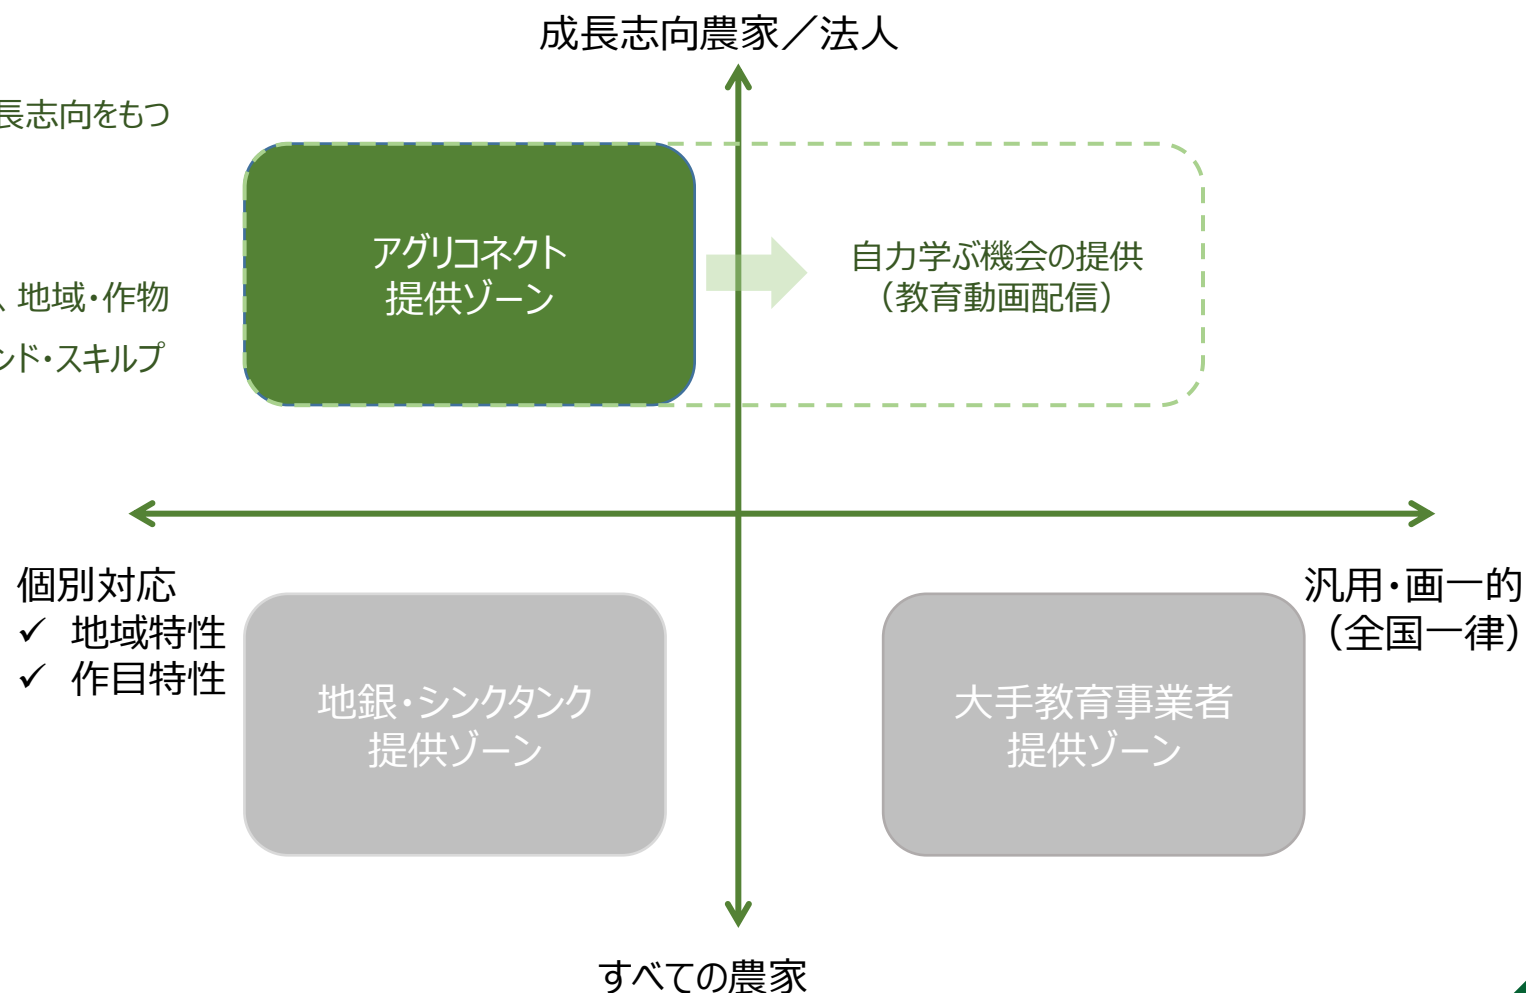 成長志向農家／法人
長志向をもつ
アグリコネクト
提供ゾーン
自力学ぶ機会の提供
（教育動画配信）
、地域・作物
ンド・スキルプ
個別対応
✓ 地域特性
✓ 作目特性
汎用・画一的
（全国一律）
地銀・シンクタンク
提供ゾーン
大手教育事業者
提供ゾーン
すべての農家